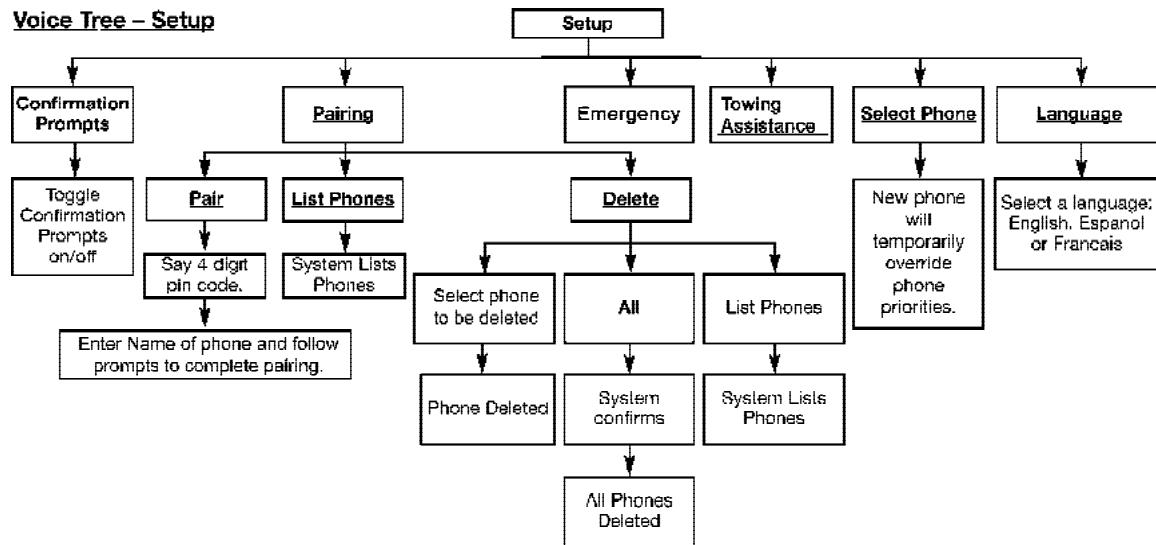 Voice Tree – Setup
Setup
Confirmation
Prompts
Pairing
Emergency
Towing
Assistance
Select Phone
Language
Toggle
Confirmation
Prompts
on/off
Pair
List Phones
Delete
New phone
will
temporarily
override
phone
priorities.
Select a language:
English, Espanol
or Francais
Say 4 digit
pin code.
System Lists
Phones
Select phone
to be deleted
All
List Phones
Enter Name of phone and follow
prompts to complete pairing.
Phone Deleted
System
confirms
System Lists
Phones
All Phones
Deleted